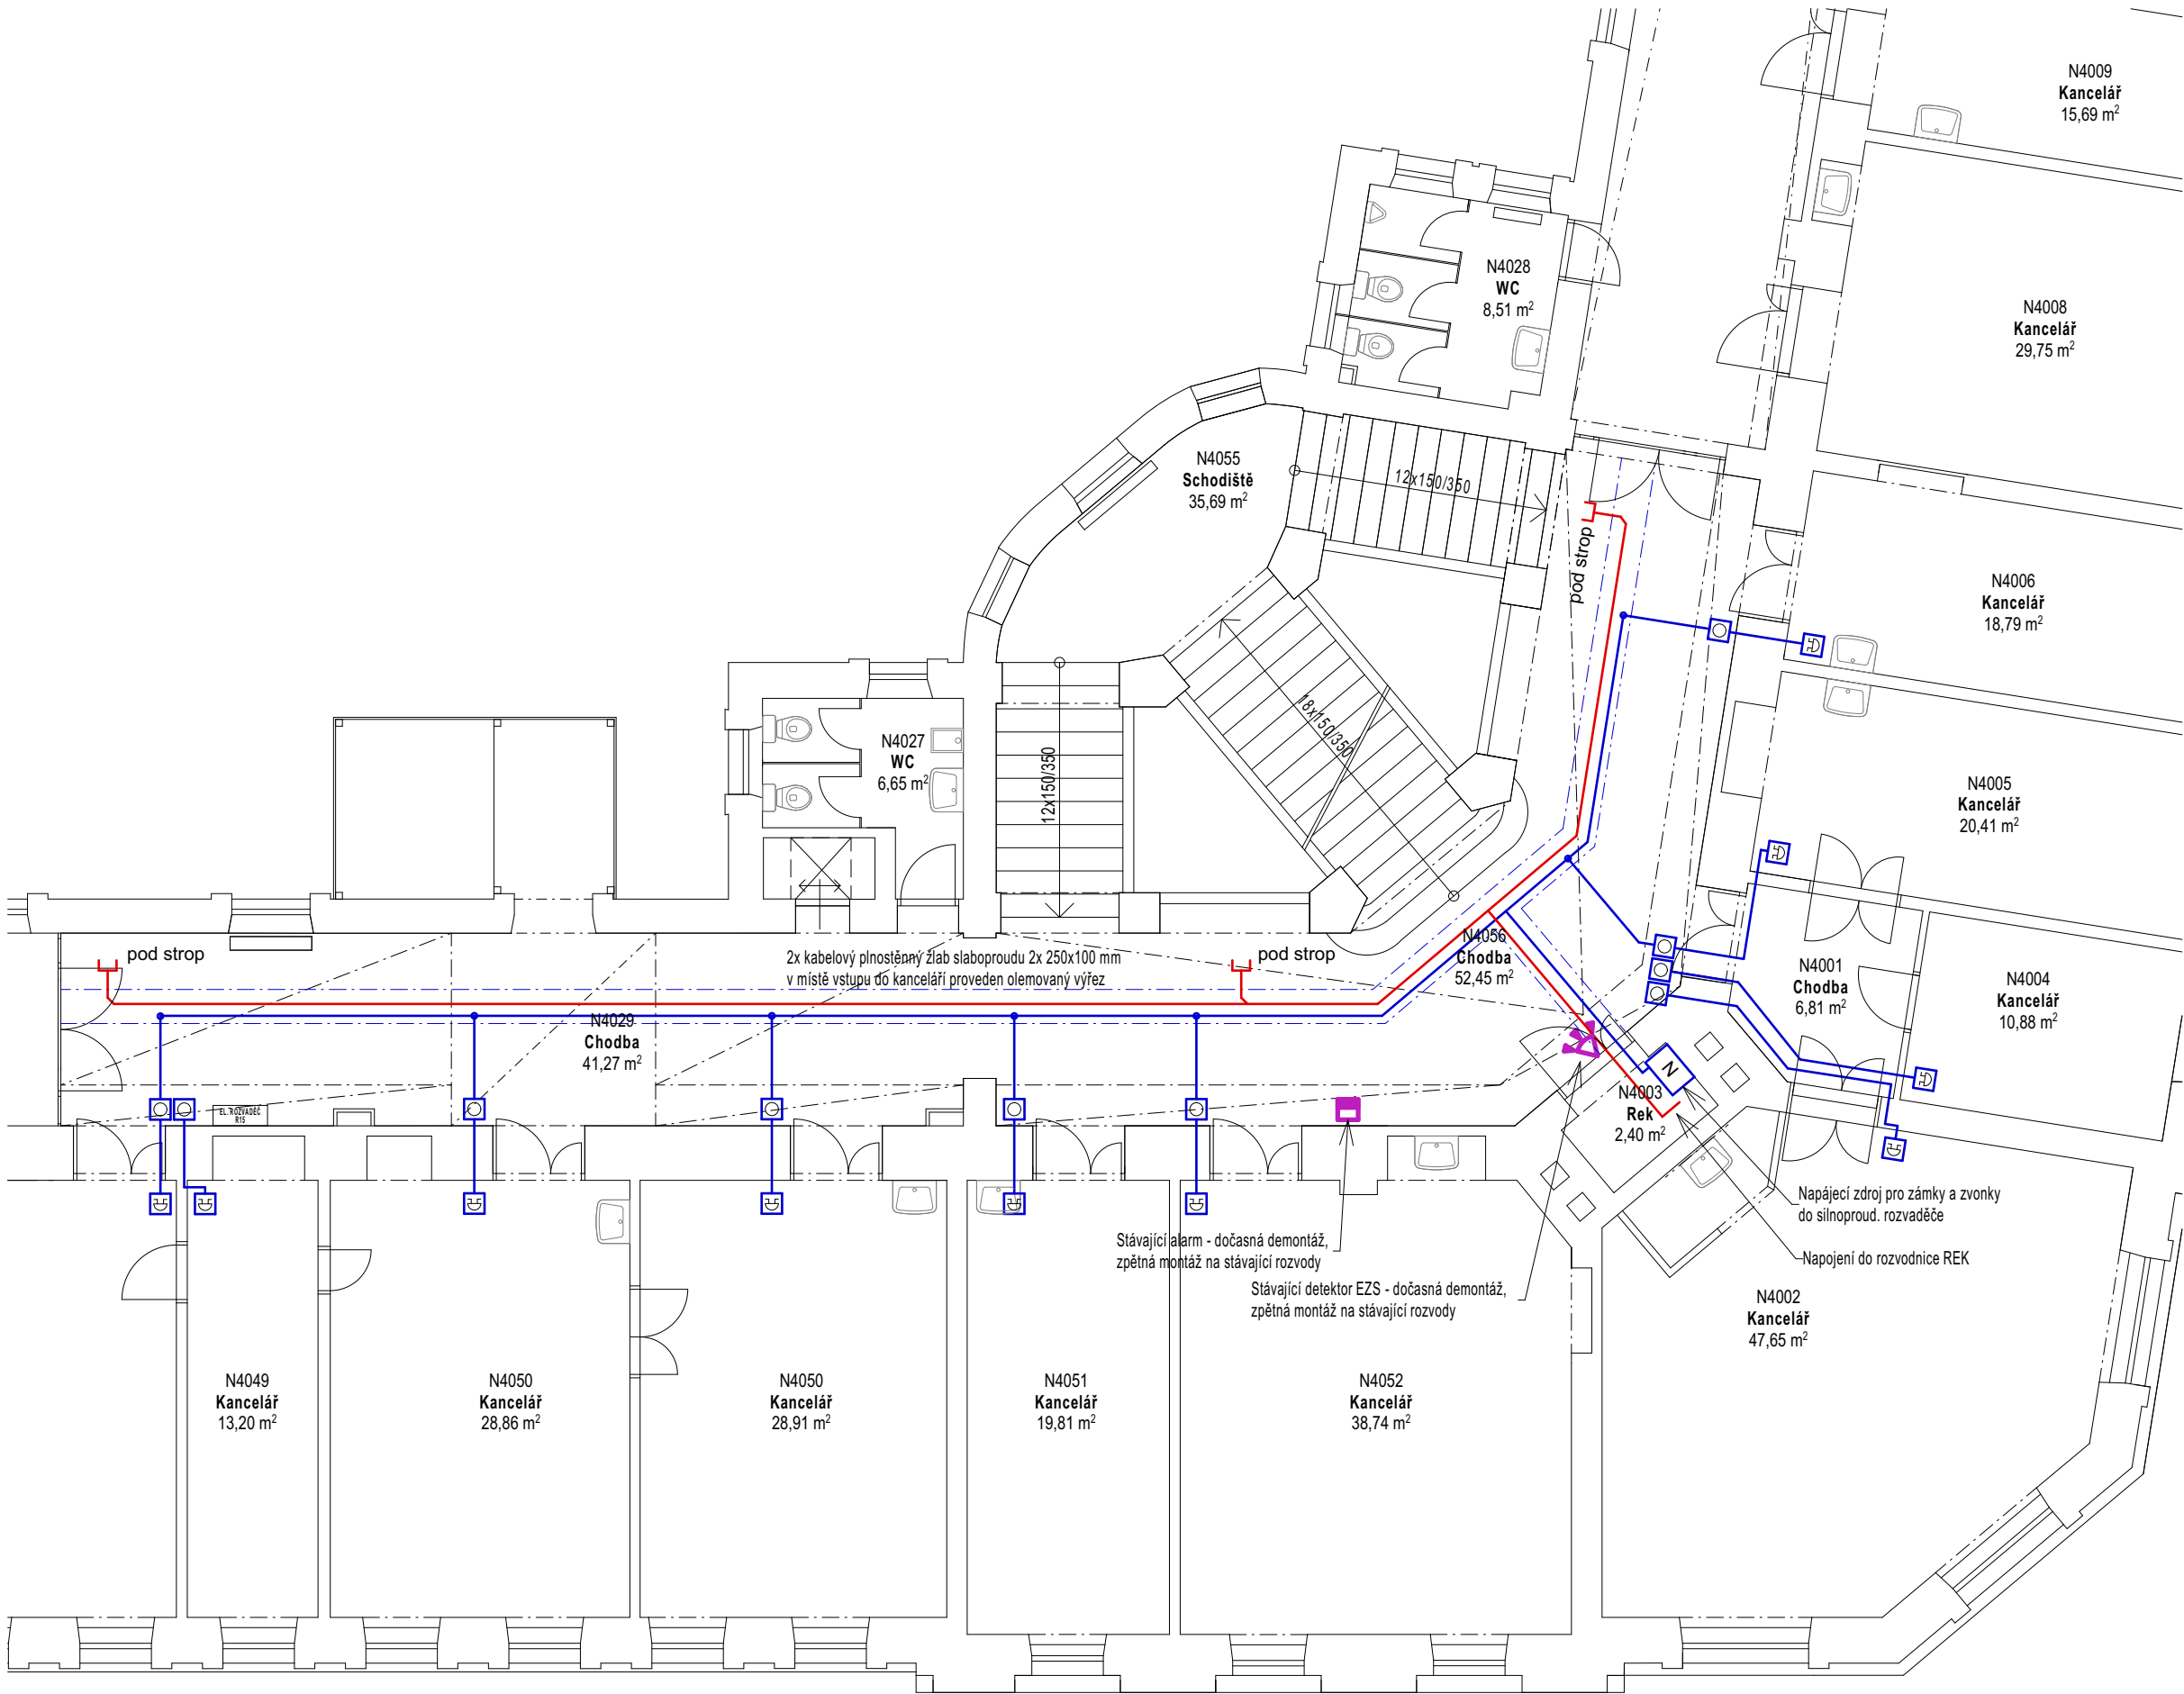 N4009
Kancelář
15,69 m²
N4028
WC
8,51 m²
N4008
Kancelář
29,75 m²
N4055
Schodiště
35,69 m²
12x150/350
pod strop
N4006
Kancelář
18,79 m²
18x150/350
N4027
WC
6,65 m²
12x150/350
N4005
Kancelář
20,41 m²
pod strop
2x kabelový plnostěnný žlab slaboproudu 2x 250x100 mm
v místě vstupu do kanceláří proveden olemovaný výřez
pod strop
N4056
Chodba
52,45 m²
N4001
Chodba
6,81 m²
N4004
Kancelář
10,88 m²
N4029
Chodba
41,27 m²
N
EL. ROZVADĚČ
R15
N4003
Rek
2,40 m²
Napájecí zdroj pro zámky a zvonky
do silnoproud. rozvaděče
Stávající alarm - dočasná demontáž,
zpětná montáž na stávající rozvody
Napojení do rozvodnice REK
Stávající detektor EZS - dočasná demontáž,
zpětná montáž na stávající rozvody
N4002
Kancelář
47,65 m²
N4049
Kancelář
13,20 m²
N4050
Kancelář
28,86 m²
N4050
Kancelář
28,91 m²
N4051
Kancelář
19,81 m²
N4052
Kancelář
38,74 m²